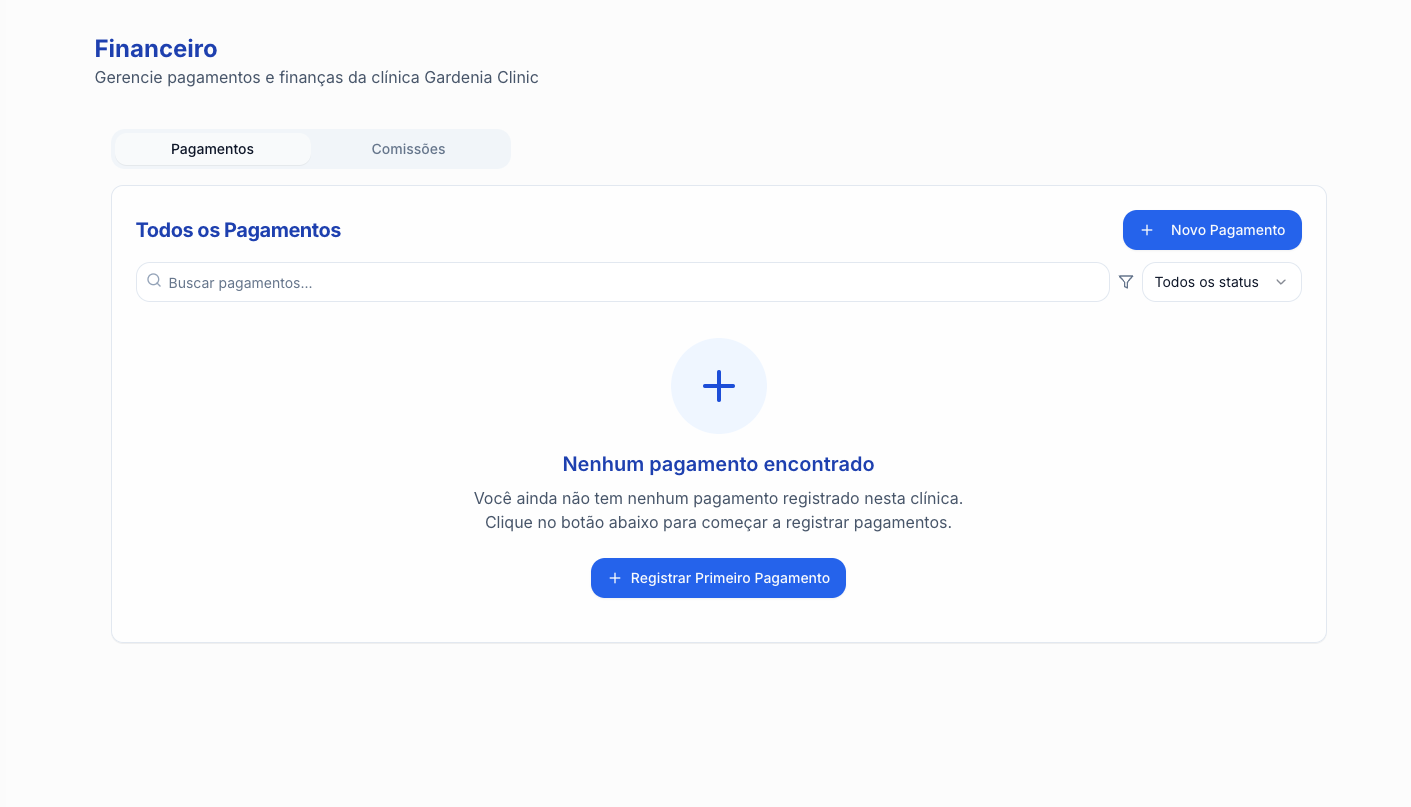 Financeiro
Gerencie pagamentos e finanças da clínica Gardenia Clinic
Pagamentos
Comissões
Todos os Pagamentos
Novo Pagamento
Buscar pagamentos...
Todos os status
Nenhum pagamento encontrado
Você ainda não tem nenhum pagamento registrado nesta clínica.
Clique no botão abaixo para começar a registrar pagamentos.
Registrar Primeiro Pagamento